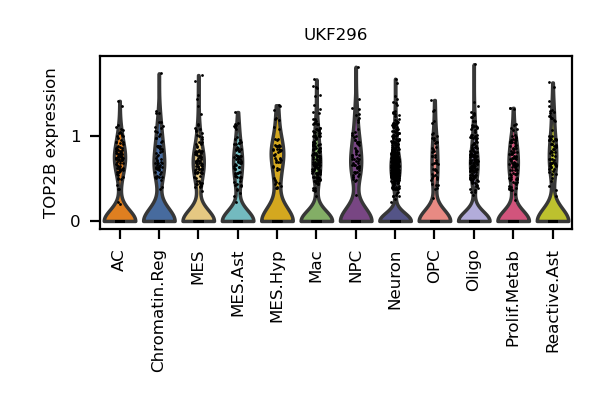 UKF296
TOP2B expression
1
0
AC
Chromatin.Reg
MES
MES.Ast
MES.Hyp
Mac
NPC
Neuron
OPC
Oligo
Prolif.Metab
Reactive.Ast